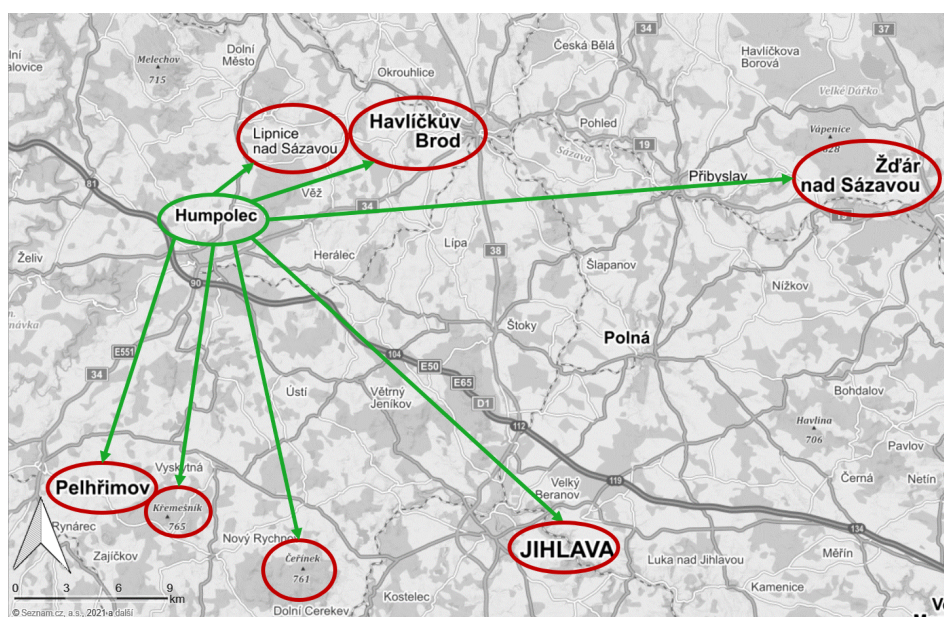 Dolní
Město
34
Česká Bělá
37
Havlíčkova
Borová
Melechov
715
Okrouhlice
Velké Dářko
Lipnice
nad Sázavou
Havlíčkův
Brod
Pohled
Vápenice
828
19
Sázava
Žďár
nad Sázavou
Přibyslav
81
Věž
34
19
Humpolec
Želiv
Herálec
Lípa
38
Šlapanov
90
Nížkov
Štoky
Polná
E551
34
104
E50
E65
D1
Ústí
Větrný
Jeníkov
Bohdalov
112
Havlina
706
Pavlov
Vyskytná
Pelhřimov
Křemešník
765
Velký
Beranov
119
Černá
Netín
Rynárec
Zajíčkov
Nový Rychnov
Čeřínek
761
JIHLAVA
134
Měřín
Luka nad Jihlavou
Kamenice
0 3 6 9
km
Kostelec
Dolní Cerekev
© Seznam.cz, a.s., 2021 a další